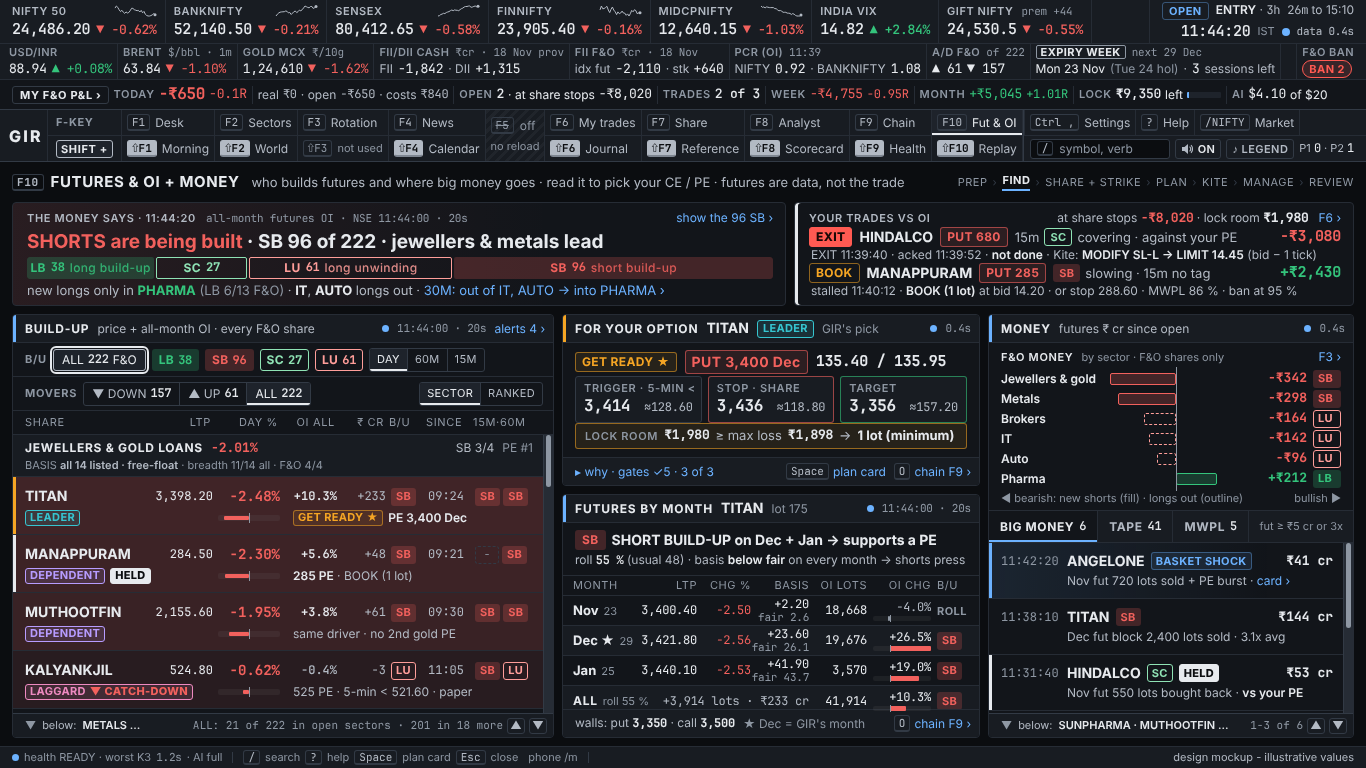 NIFTY 50
24,486.20 ▼ -0.62%
BANKNIFTY
52,140.50 ▼ -0.21%
SENSEX
80,412.65 ▼ -0.58%
FINNIFTY
23,905.40 ▼ -0.16%
MIDCPNIFTY
12,640.15 ▼ -1.03%
INDIA VIX
14.82 ▲ +2.84%
GIFT NIFTY prem +44
24,530.5 ▼ -0.55%
OPEN ENTRY · 3h 26m to 15:10
11:44:20 IST ● data 0.4s
USD/INR
88.94 ▲ +0.08%
BRENT $/bbl · 1m
63.84 ▼ -1.10%
GOLD MCX ₹/10g
1,24,610 ▼ -1.62%
FII/DII CASH ₹cr · 18 Nov prov
FII -1,842 · DII +1,315
FII F&O ₹cr · 18 Nov
idx fut -2,110 · stk +640
PCR (OI) 11:39
NIFTY 0.92 · BANKNIFTY 1.08
A/D F&O of 222
▲ 61 ▼ 157
EXPIRY WEEK next 29 Dec
Mon 23 Nov (Tue 24 hol) · 3 sessions left
F&O BAN
BAN 2
MY F&O P&L › TODAY -₹650 -0.1R real ₹0 · open -₹650 · costs ₹840 OPEN 2 · at share stops -₹8,020 TRADES 2 of 3 WEEK -₹4,755 -0.95R MONTH +₹5,045 +1.01R LOCK ₹9,350 left AI $4.10 of $20
GIR
F-KEY F1 Desk F2 Sectors F3 Rotation F4 News F5 off F6 My trades F7 Share F8 Analyst F9 Chain F10 Fut & OI Ctrl , Settings ? Help /NIFTY Market
SHIFT + ⇧F1 Morning ⇧F2 World ⇧F3 not used ⇧F4 Calendar no reload ⇧F6 Journal ⇧F7 Reference ⇧F8 Scorecard ⇧F9 Health ⇧F10 Replay / symbol, verb ON ♪ LEGEND P1 0 · P2 1
F10 FUTURES & OI + MONEY who builds futures and where big money goes · read it to pick your CE / PE · futures are data, not the trade
PREP › FIND › SHARE + STRIKE › PLAN › KITE › MANAGE › REVIEW
THE MONEY SAYS · 11:44:20 all-month futures OI · NSE 11:44:00 · 20s show the 96 SB ›
SHORTS are being built · SB 96 of 222 · jewellers & metals lead
LB 38 long build-up SC 27 LU 61 long unwinding SB 96 short build-up
new longs only in PHARMA (LB 6/13 F&O) · IT, AUTO longs out · 30M: out of IT, AUTO → into PHARMA ›
YOUR TRADES VS OI at share stops -₹8,020 · lock room ₹1,980 F6 ›
EXIT HINDALCO PUT 680 15m SC covering · against your PE -₹3,080
EXIT 11:39:40 · acked 11:39:52 · not done · Kite: MODIFY SL-L → LIMIT 14.45 (bid − 1 tick)
BOOK MANAPPURAM PUT 285 SB slowing · 15m no tag +₹2,430
stalled 11:40:12 · BOOK (1 lot) at bid 14.20 · or stop 288.60 · MWPL 86 % · ban at 95 %
BUILD-UP price + all-month OI · every F&O share ● 11:44:00 · 20s alerts 4 ›
B/U ALL 222 F&O LB 38 SB 96 SC 27 LU 61 DAY 60M 15M
MOVERS ▼ DOWN 157 ▲ UP 61 ALL 222 SECTOR RANKED
SHARE LTP DAY % OI ALL ₹ CR B/U SINCE 15M·60M
JEWELLERS & GOLD LOANS -2.01% SB 3/4 PE #1
BASIS all 14 listed · free-float · breadth 11/14 all · F&O 4/4
TITAN 3,398.20 -2.48% +10.3% +233 SB 09:24 SB SB
LEADER GET READY ★ PE 3,400 Dec
MANAPPURAM 284.50 -2.30% +5.6% +48 SB 09:21 - SB
DEPENDENT HELD 285 PE · BOOK (1 lot)
MUTHOOTFIN 2,155.60 -1.95% +3.8% +61 SB 09:30 SB SB
DEPENDENT same driver · no 2nd gold PE
KALYANKJIL 524.80 -0.62% -0.4% -3 LU 11:05 SB LU
LAGGARD ▼ CATCH-DOWN 525 PE · 5-min < 521.60 · paper
▼ below: METALS ... ALL: 21 of 222 in open sectors · 201 in 18 more ▲ ▼
FOR YOUR OPTION TITAN LEADER GIR's pick ● 0.4s
GET READY ★ PUT 3,400 Dec 135.40 / 135.95
TRIGGER · 5-MIN < STOP · SHARE TARGET
3,414 ≈128.60 3,436 ≈118.80 3,356 ≈157.20
LOCK ROOM ₹1,980 ≥ max loss ₹1,898 → 1 lot (minimum)
▸ why · gates ✓5 · 3 of 3 Space plan card O chain F9 ›
FUTURES BY MONTH TITAN lot 175 ● 11:44:00 · 20s
SB SHORT BUILD-UP on Dec + Jan → supports a PE
roll 55 % (usual 48) · basis below fair on every month → shorts press
MONTH LTP CHG % BASIS OI LOTS OI CHG B/U
Nov 23 3,400.40 -2.50 +2.20 fair 2.6 18,668 -4.0% ROLL
Dec ★ 29 3,421.80 -2.56 +23.60 fair 26.1 19,676 +26.5% SB
Jan 25 3,440.10 -2.53 +41.90 fair 43.7 3,570 +19.0% SB
ALL roll 55 % · +3,914 lots · ₹233 cr 41,914 +10.3% SB
walls: put 3,350 · call 3,500 ★ Dec = GIR's month O chain F9 ›
MONEY futures ₹ cr since open ● 0.4s
F&O MONEY by sector · F&O shares only F3 ›
Jewellers & gold -₹342 SB
Metals -₹298 SB
Brokers -₹164 LU
IT -₹142 LU
Auto -₹96 LU
Pharma +₹212 LB
◀ bearish: new shorts (fill) · longs out (outline) bullish ▶
BIG MONEY 6 TAPE 41 MWPL 5 fut ≥ ₹5 cr or 3x
11:42:20 ANGELONE BASKET SHOCK ₹41 cr
Nov fut 720 lots sold + PE burst · card ›
11:38:10 TITAN SB ₹144 cr
Dec fut block 2,400 lots sold · 3.1x avg
11:31:40 HINDALCO SC HELD ₹53 cr
Nov fut 550 lots bought back · vs your PE
▼ below: SUNPHARMA · MUTHOOTFIN ... 1-3 of 6 ▲ ▼
● health READY · worst K3 1.2s · AI full / search ? help Space plan card Esc close phone /m design mockup - illustrative values